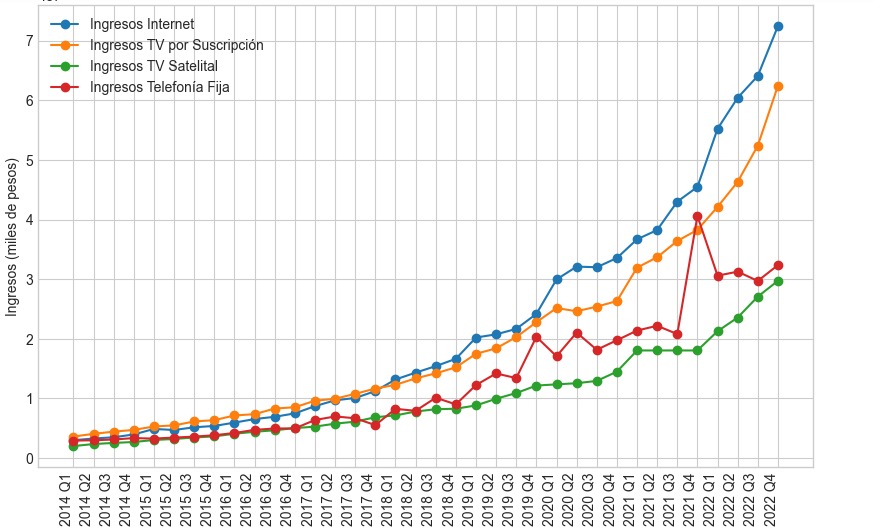 Ingresos Internet
Ingresos TV por Suscripción
Ingresos TV Satelital
Ingresos Telefonía Fija
Ingresos (miles de pesos)
7
6
5
4
3
2
1
0
2014 Q1
2014 Q2
2014 Q3
2014 Q4
2015 Q1
2015 Q2
2015 Q3
2015 Q4
2016 Q1
2016 Q2
2016 Q3
2016 Q4
2017 Q1
2017 Q2
2017 Q3
2017 Q4
2018 Q1
2018 Q2
2018 Q3
2018 Q4
2019 Q1
2019 Q2
2019 Q3
2019 Q4
2020 Q1
2020 Q2
2020 Q3
2020 Q4
2021 Q1
2021 Q2
2021 Q3
2021 Q4
2022 Q1
2022 Q2
2022 Q3
2022 Q4